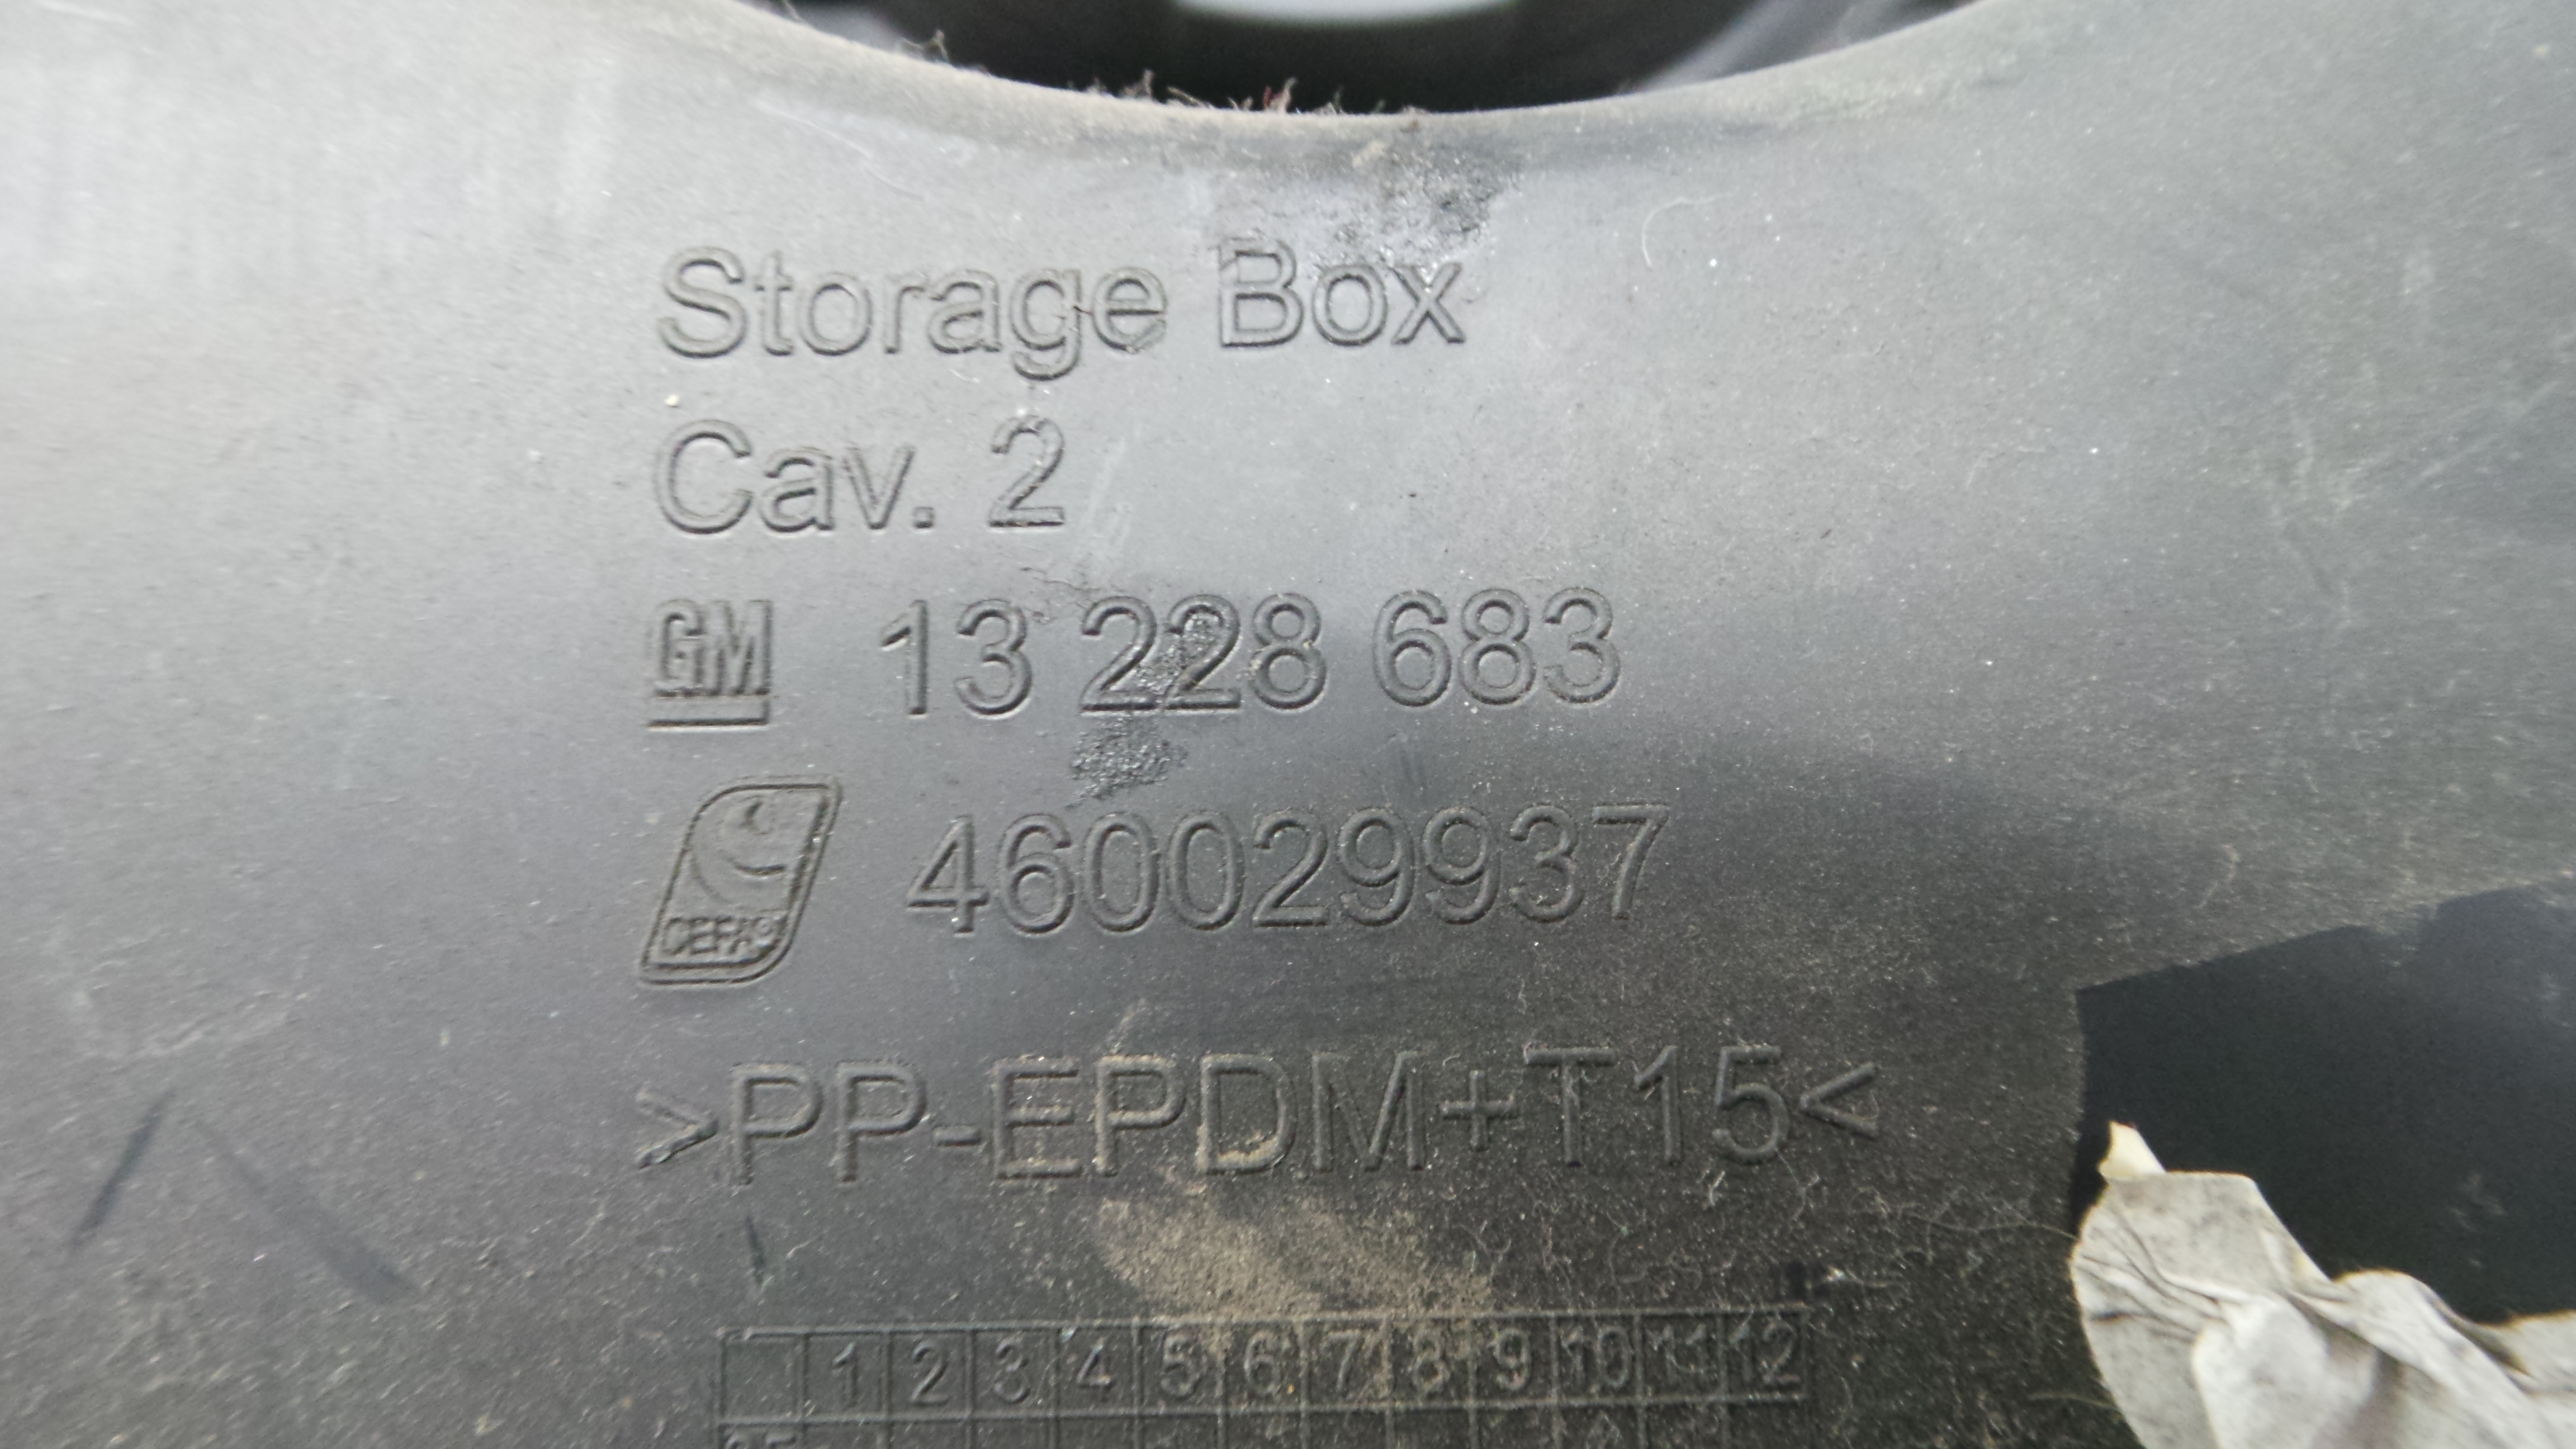 Storage Box
Cav. 2
GM 13 228 683
CEFA 460029937
>PP-EPDM+T15<
1 2 3 4 5 6 7 8 9 10 11 12